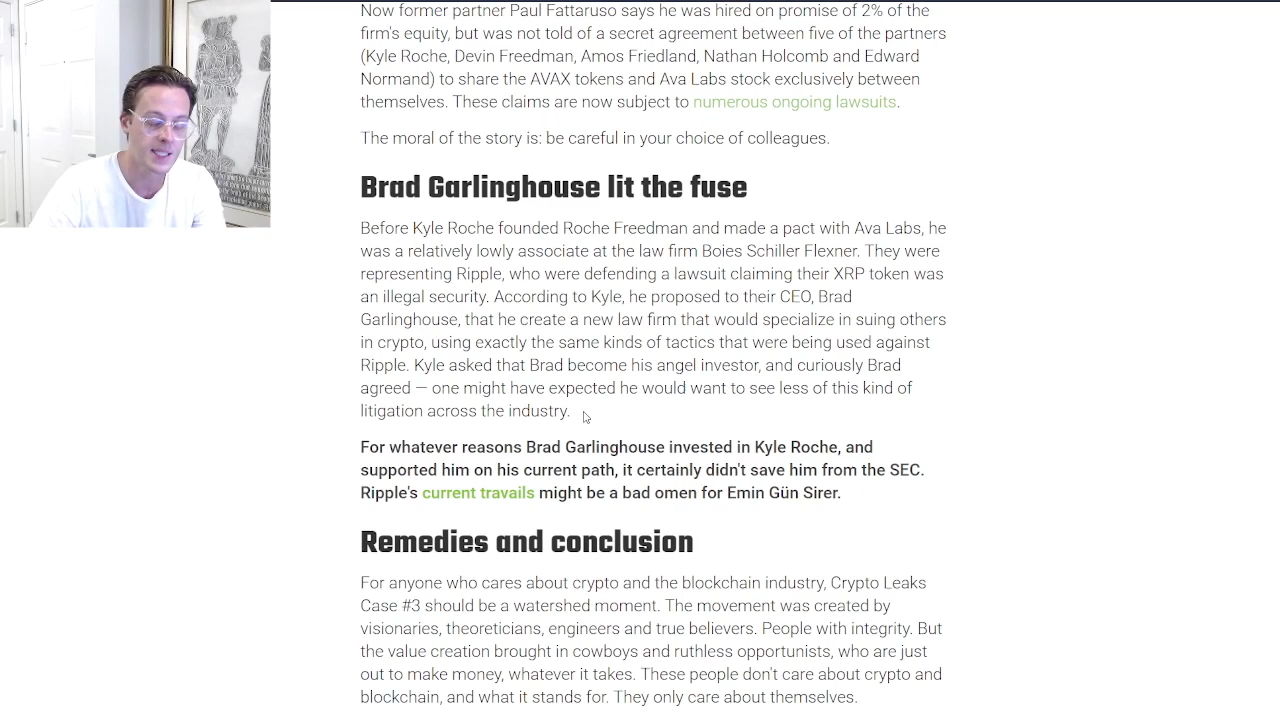 Now former partner Paul Fattaruso says he was hired on promise of 2% of the
firm's equity, but was not told of a secret agreement between five of the partners
(Kyle Roche, Devin Freedman, Amos Friedland, Nathan Holcomb and Edward
Normand) to share the AVAX tokens and Ava Labs stock exclusively between
themselves. These claims are now subject to numerous ongoing lawsuits.
The moral of the story is: be careful in your choice of colleagues.
Brad Garlinghouse lit the fuse
Before Kyle Roche founded Roche Freedman and made a pact with Ava Labs, he
was a relatively lowly associate at the law firm Boies Schiller Flexner. They were
representing Ripple, who were defending a lawsuit claiming their XRP token was
an illegal security. According to Kyle, he proposed to their CEO, Brad
Garlinghouse, that he create a new law firm that would specialize in suing others
in crypto, using exactly the same kinds of tactics that were being used against
Ripple. Kyle asked that Brad become his angel investor, and curiously Brad
agreed — one might have expected he would want to see less of this kind of
litigation across the industry.
For whatever reasons Brad Garlinghouse invested in Kyle Roche, and
supported him on his current path, it certainly didn't save him from the SEC.
Ripple's current travails might be a bad omen for Emin Gün Sirer.
Remedies and conclusion
For anyone who cares about crypto and the blockchain industry, Crypto Leaks
Case #3 should be a watershed moment. The movement was created by
visionaries, theoreticians, engineers and true believers. People with integrity. But
the value creation brought in cowboys and ruthless opportunists, who are just
out to make money, whatever it takes. These people don't care about crypto and
blockchain, and what it stands for. They only care about themselves.